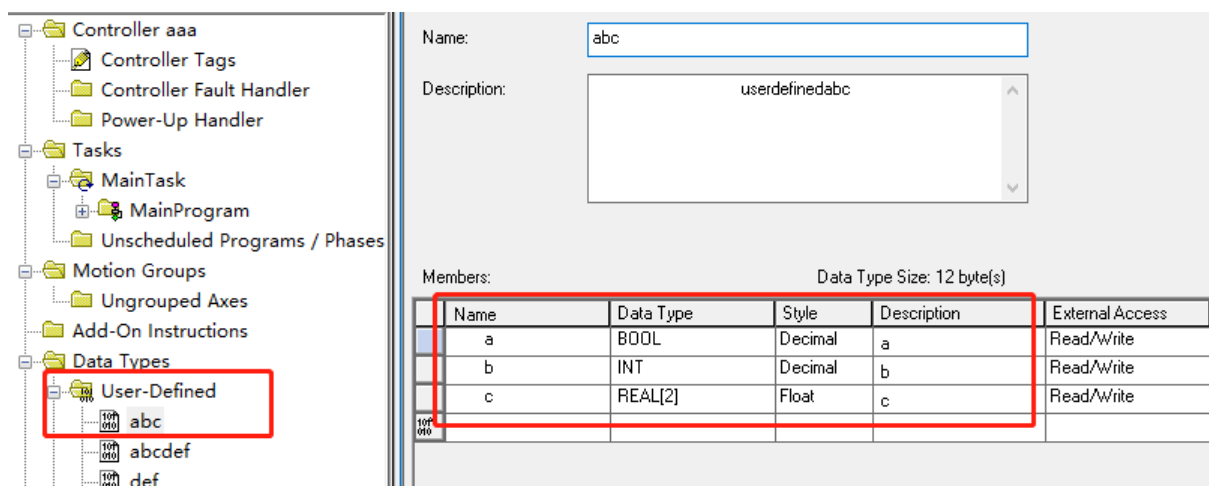 Controller aaa
Controller Tags
Controller Fault Handler
Power-Up Handler
Tasks
MainTask
MainProgram
Unscheduled Programs / Phases
Motion Groups
Ungrouped Axes
Add-On Instructions
Data Types
User-Defined
abc
abcdef
def
Name: abc
Description: userdefinedabc
Members: Data Type Size: 12 byte(s)
Name Data Type Style Description External Access
a BOOL Decimal a Read/Write
b INT Decimal b Read/Write
c REAL[2] Float c Read/Write